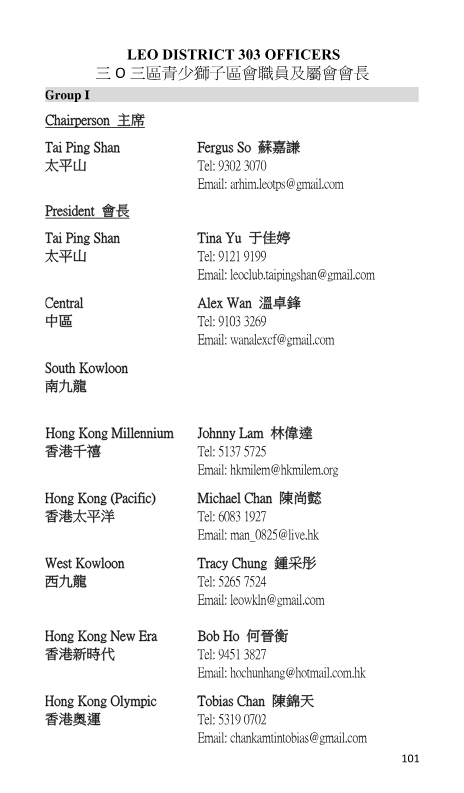 LEO DISTRICT 303 OFFICERS
三 O 三區青少獅子區會職員及屬會會長
Group I
Chairperson 主席
Tai Ping Shan Fergus So 蘇嘉謙
太平山 Tel: 9302 3070
Email: arhim.leotps@gmail.com
President 會長
Tai Ping Shan Tina Yu 于佳婷
太平山 Tel: 9121 9199
Email: leoclub.taipingshan@gmail.com
Central Alex Wan 溫卓鋒
中區 Tel: 9103 3269
Email: wanalexcf@gmail.com
South Kowloon
南九龍
Hong Kong Millennium Johnny Lam 林偉達
香港千禧 Tel: 5137 5725
Email: hkmilem@hkmilem.org
Hong Kong (Pacific) Michael Chan 陳尚懿
香港太平洋 Tel: 6083 1927
Email: man_0825@live.hk
West Kowloon Tracy Chung 鍾采彤
西九龍 Tel: 5265 7524
Email: leowkln@gmail.com
Hong Kong New Era Bob Ho 何晉衡
香港新時代 Tel: 9451 3827
Email: hochunhang@hotmail.com.hk
Hong Kong Olympic Tobias Chan 陳錦天
香港奧運 Tel: 5319 0702
Email: chankamtintobias@gmail.com
101